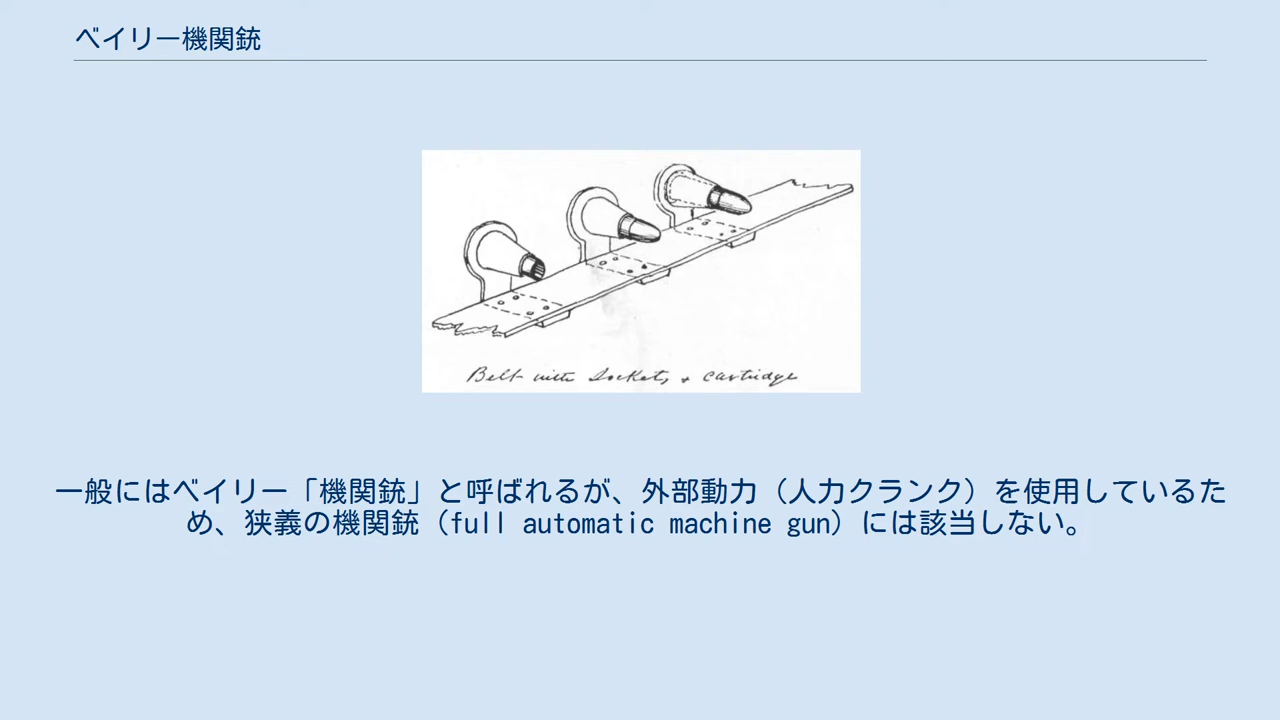 ベイリー機関銃
Belt with Sockets + Cartridge
一般にはベイリー「機関銃」と呼ばれるが、外部動力（人力クランク）を使用しているた
め、狭義の機関銃（full automatic machine gun）には該当しない。